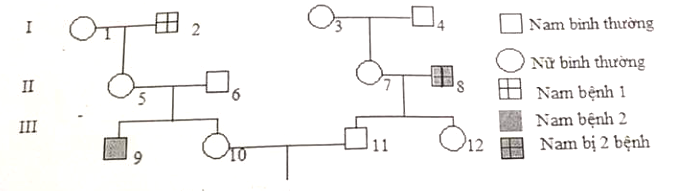 I
1
2
3
4
Nam bình thường
Nữ bình thường
II
5
6
7
8
Nam bệnh 1
III
9
10
11
12
Nam bệnh 2
Nam bị 2 bệnh